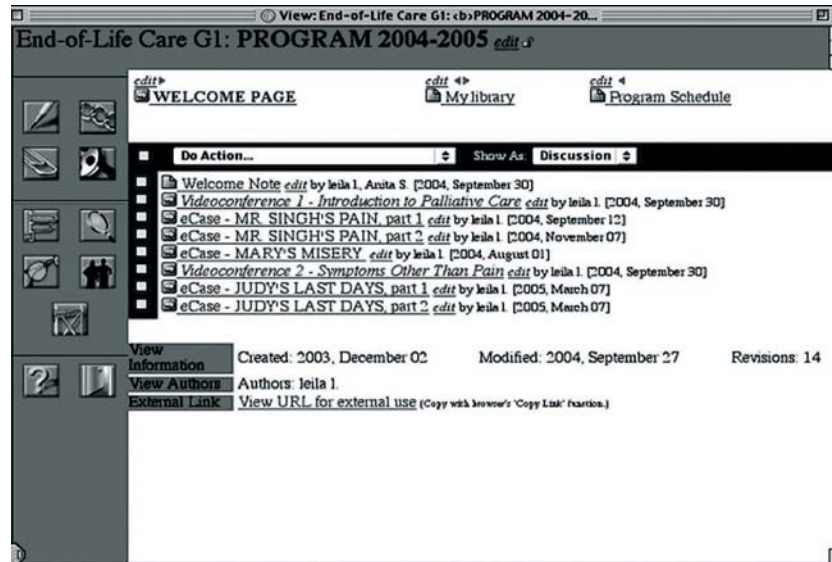 View: End-of-Life Care G1: <b>PROGRAM 2004-20...
End-of-Life Care G1: PROGRAM 2004-2005 edit
edit edit edit
WELCOME PAGE My library Program Schedule
Do Action... Show As: Discussion
Welcome Note edit by leila l., Anita S. [2004, September 30]
Videoconference 1 - Introduction to Palliative Care edit by leila l. [2004, September 30]
eCase - MR. SINGH'S PAIN, part 1 edit by leila l. [2004, September 12]
eCase - MR. SINGH'S PAIN, part 2 edit by leila l. [2004, November 07]
eCase - MARY'S MISERY edit by leila l. [2004, August 01]
Videoconference 2 - Symptoms Other Than Pain edit by leila l. [2004, September 30]
eCase - JUDY'S LAST DAYS, part 1 edit by leila l. [2005, March 07]
eCase - JUDY'S LAST DAYS, part 2 edit by leila l. [2005, March 07]
View Information Created: 2003, December 02 Modified: 2004, September 27 Revisions: 14
View Authors Authors: leila l.
External Link View URL for external use (Copy with browser's 'Copy Link' function.)